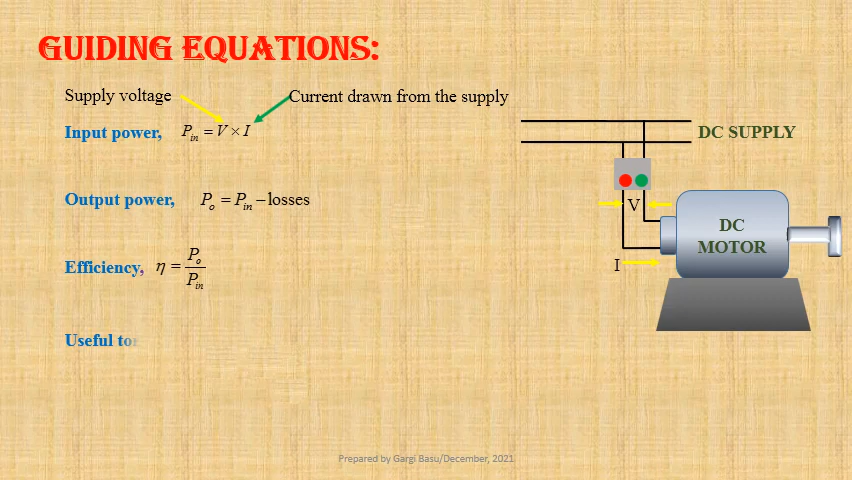 GUIDING EQUATIONS:
Supply voltage
Current drawn from the supply
Input power, P_in = V × I
DC SUPPLY
Output power, P_o = P_in − losses
V
DC
MOTOR
Efficiency, η = P_o / P_in
I
Useful
Prepared by Gargi Basu/December, 2021.